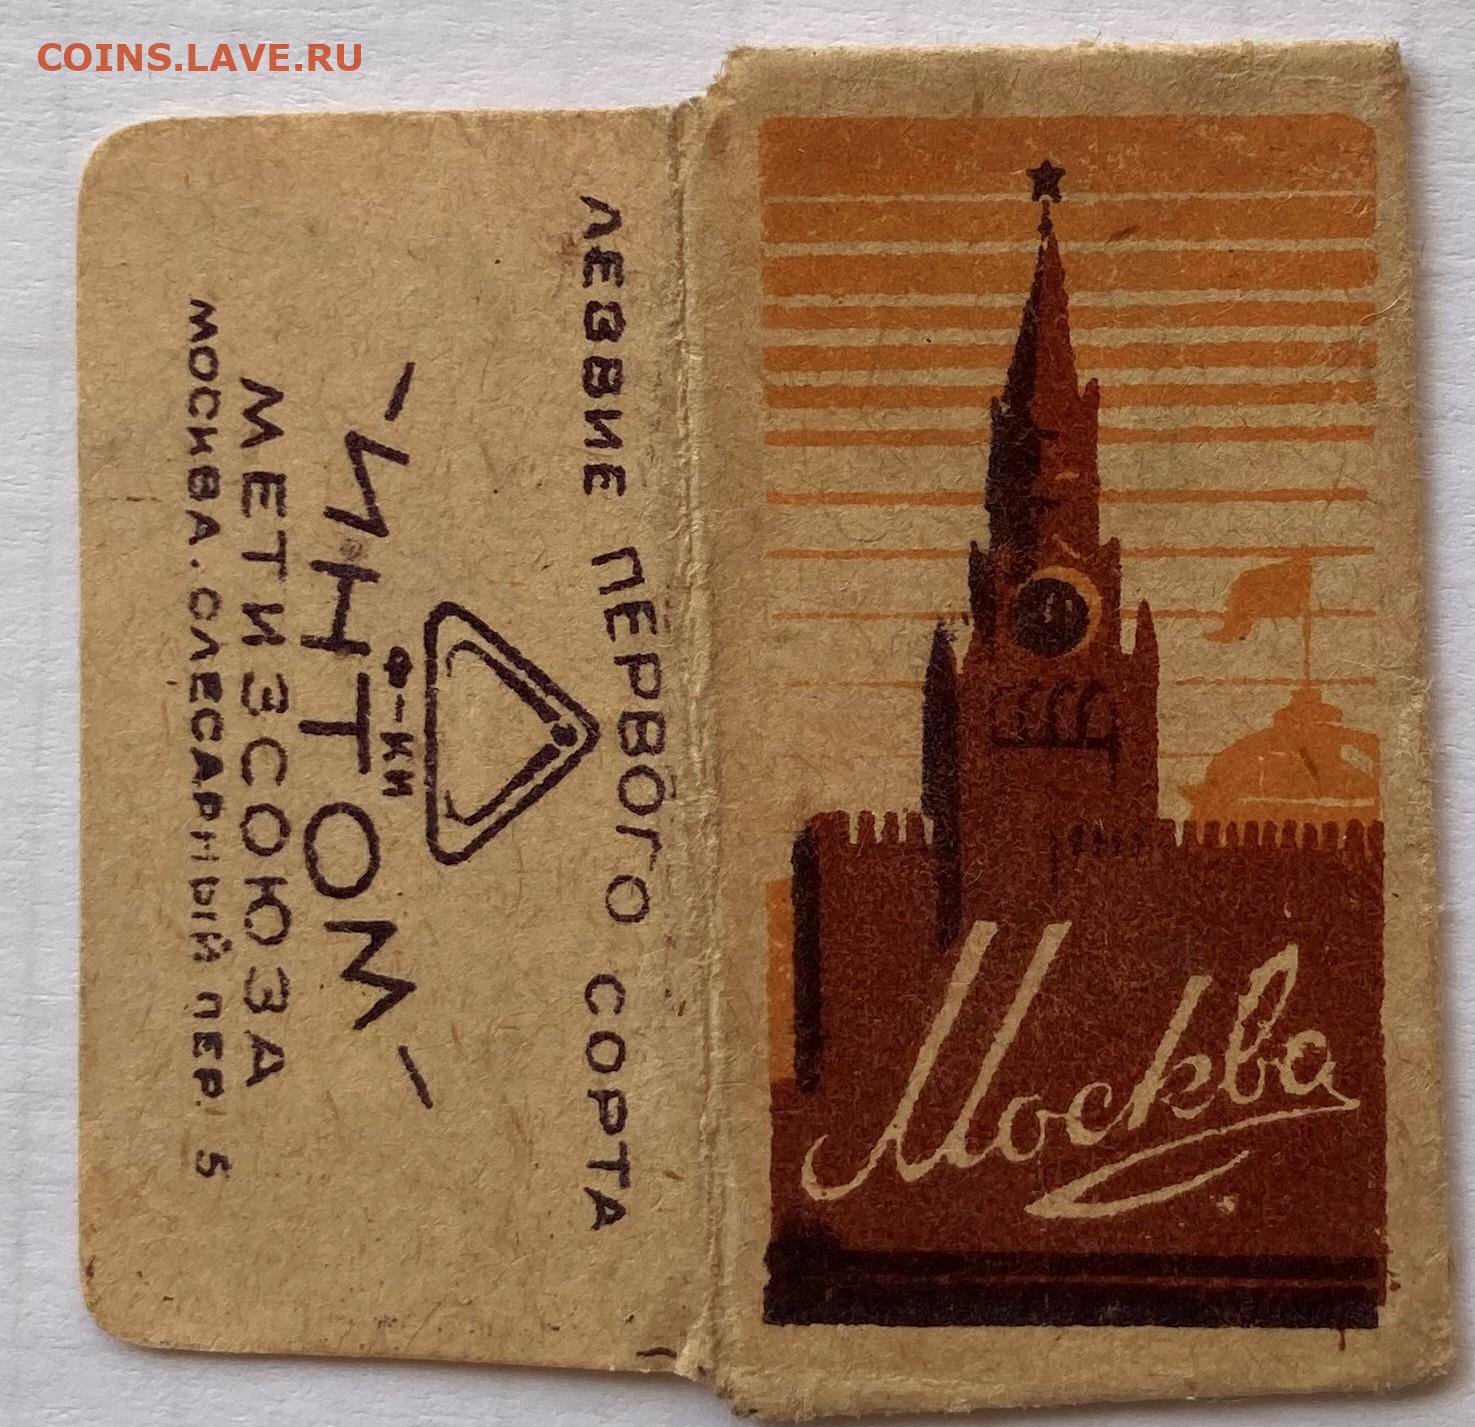 COINS.LAVE.RU
ЛЕЗВИЕ ПЕРВОГО СОРТА
Ф-КИ
-ИНТОМ-
МЕТИЗСОЮЗА
МОСКВА. СЛЕСАРНЫЙ ПЕР. 5
Москва